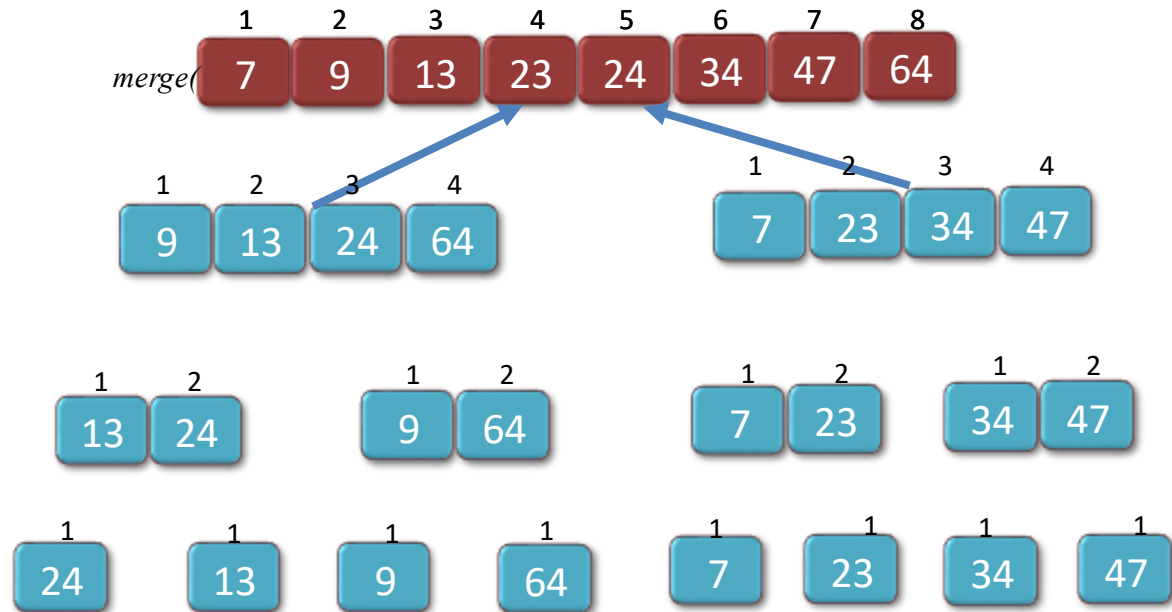 1 2 3 4 5 6 7 8
merge( 7 9 13 23 24 34 47 64
1 2 3 4 1 2 3 4
9 13 24 64 7 23 34 47
1 2 1 2 1 2 1 2
13 24 9 64 7 23 34 47
1 1 1 1 1 1 1 1
24 13 9 64 7 23 34 47